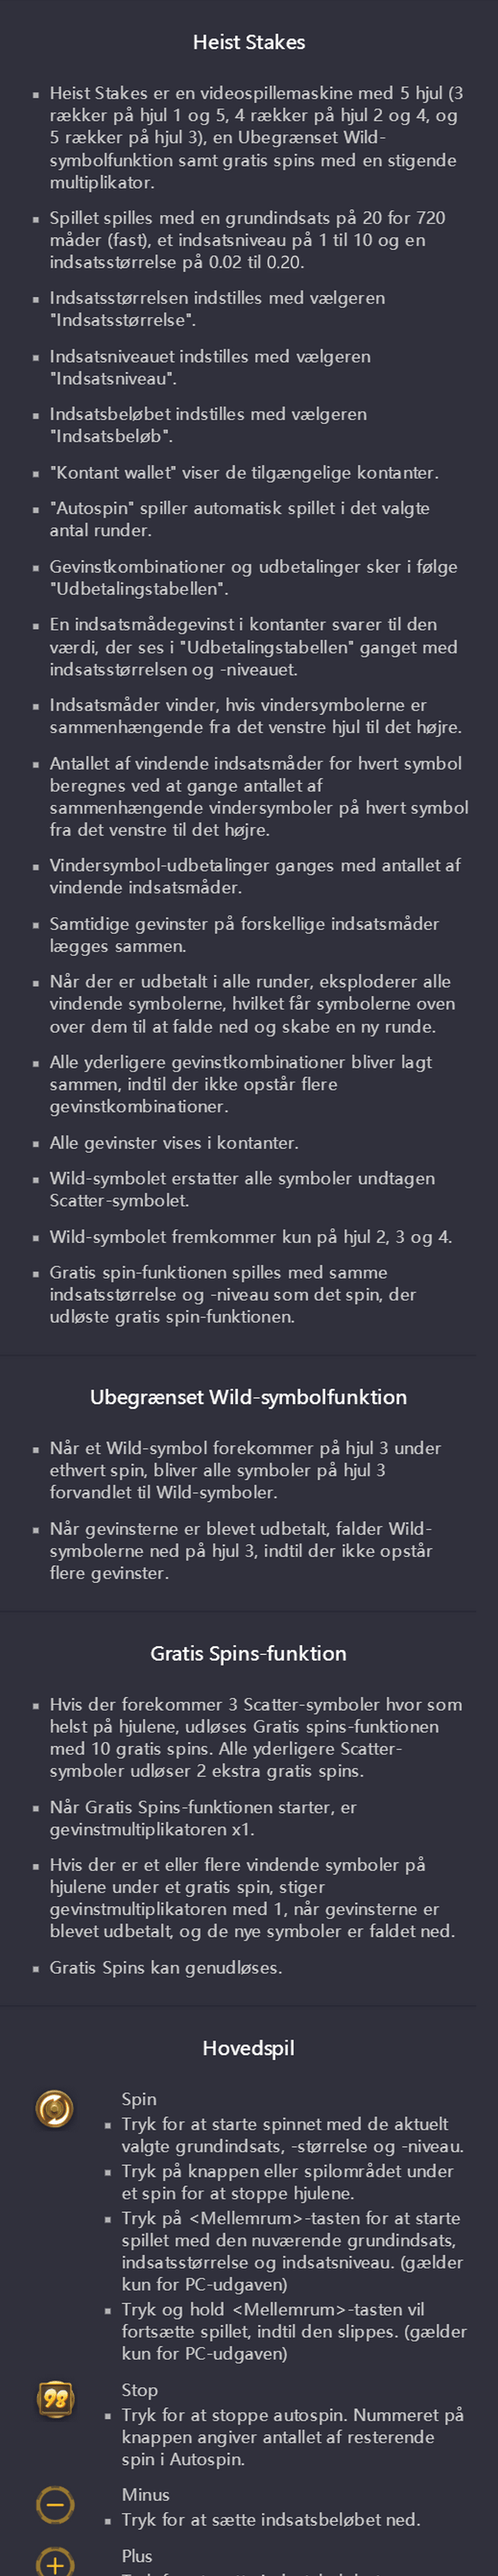 Heist Stakes
▪ Heist Stakes er en videospillemaskine med 5 hjul (3
rækker på hjul 1 og 5, 4 rækker på hjul 2 og 4, og
5 rækker på hjul 3), en Ubegrænset Wild-
symbolfunktion samt gratis spins med en stigende
multiplikator.
▪ Spillet spilles med en grundindsats på 20 for 720
måder (fast), et indsatsniveau på 1 til 10 og en
indsatsstørrelse på 0.02 til 0.20.
▪ Indsatsstørrelsen indstilles med vælgeren
"Indsatsstørrelse".
▪ Indsatsniveauet indstilles med vælgeren
"Indsatsniveau".
▪ Indsatsbeløbet indstilles med vælgeren
"Indsatsbeløb".
▪ "Kontant wallet" viser de tilgængelige kontanter.
▪ "Autospin" spiller automatisk spillet i det valgte
antal runder.
▪ Gevinstkombinationer og udbetalinger sker i følge
"Udbetalingstabellen".
▪ En indsatsmådegevinst i kontanter svarer til den
værdi, der ses i "Udbetalingstabellen" ganget med
indsatsstørrelsen og -niveauet.
▪ Indsatsmåder vinder, hvis vindersymbolerne er
sammenhængende fra det venstre hjul til det højre.
▪ Antallet af vindende indsatsmåder for hvert symbol
beregnes ved at gange antallet af
sammenhængende vindersymboler på hvert symbol
fra det venstre til det højre.
▪ Vindersymbol-udbetalinger ganges med antallet af
vindende indsatsmåder.
▪ Samtidige gevinster på forskellige indsatsmåder
lægges sammen.
▪ Når der er udbetalt i alle runder, eksploderer alle
vindende symbolerne, hvilket får symbolerne oven
over dem til at falde ned og skabe en ny runde.
▪ Alle yderligere gevinstkombinationer bliver lagt
sammen, indtil der ikke opstår flere
gevinstkombinationer.
▪ Alle gevinster vises i kontanter.
▪ Wild-symbolet erstatter alle symboler undtagen
Scatter-symbolet.
▪ Wild-symbolet fremkommer kun på hjul 2, 3 og 4.
▪ Gratis spin-funktionen spilles med samme
indsatsstørrelse og -niveau som det spin, der
udløste gratis spin-funktionen.
Ubegrænset Wild-symbolfunktion
▪ Når et Wild-symbol forekommer på hjul 3 under
ethvert spin, bliver alle symboler på hjul 3
forvandlet til Wild-symboler.
▪ Når gevinsterne er blevet udbetalt, falder Wild-
symbolerne ned på hjul 3, indtil der ikke opstår
flere gevinster.
Gratis Spins-funktion
▪ Hvis der forekommer 3 Scatter-symboler hvor som
helst på hjulene, udløses Gratis spins-funktionen
med 10 gratis spins. Alle yderligere Scatter-
symboler udløser 2 ekstra gratis spins.
▪ Når Gratis Spins-funktionen starter, er
gevinstmultiplikatoren x1.
▪ Hvis der er et eller flere vindende symboler på
hjulene under et gratis spin, stiger
gevinstmultiplikatoren med 1, når gevinsterne er
blevet udbetalt, og de nye symboler er faldet ned.
▪ Gratis Spins kan genudløses.
Hovedspil
Spin
▪ Tryk for at starte spinnet med de aktuelt
valgte grundindsats, -størrelse og -niveau.
▪ Tryk på knappen eller spilområdet under
et spin for at stoppe hjulene.
▪ Tryk på <Mellemrum>-tasten for at starte
spillet med den nuværende grundindsats,
indsatsstørrelse og indsatsniveau. (gælder
kun for PC-udgaven)
▪ Tryk og hold <Mellemrum>-tasten vil
fortsætte spillet, indtil den slippes. (gælder
kun for PC-udgaven)
98
Stop
▪ Tryk for at stoppe autospin. Nummeret på
knappen angiver antallet af resterende
spin i Autospin.
Minus
▪ Tryk for at sætte indsatsbeløbet ned.
Plus